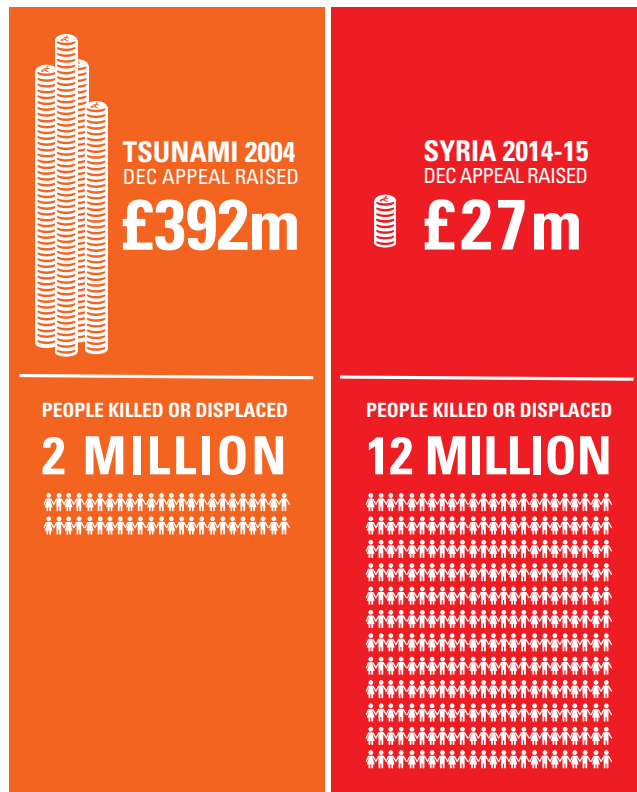 TSUNAMI 2004
DEC APPEAL RAISED
£392m
PEOPLE KILLED OR DISPLACED
2 MILLION
SYRIA 2014-15
DEC APPEAL RAISED
£27m
PEOPLE KILLED OR DISPLACED
12 MILLION